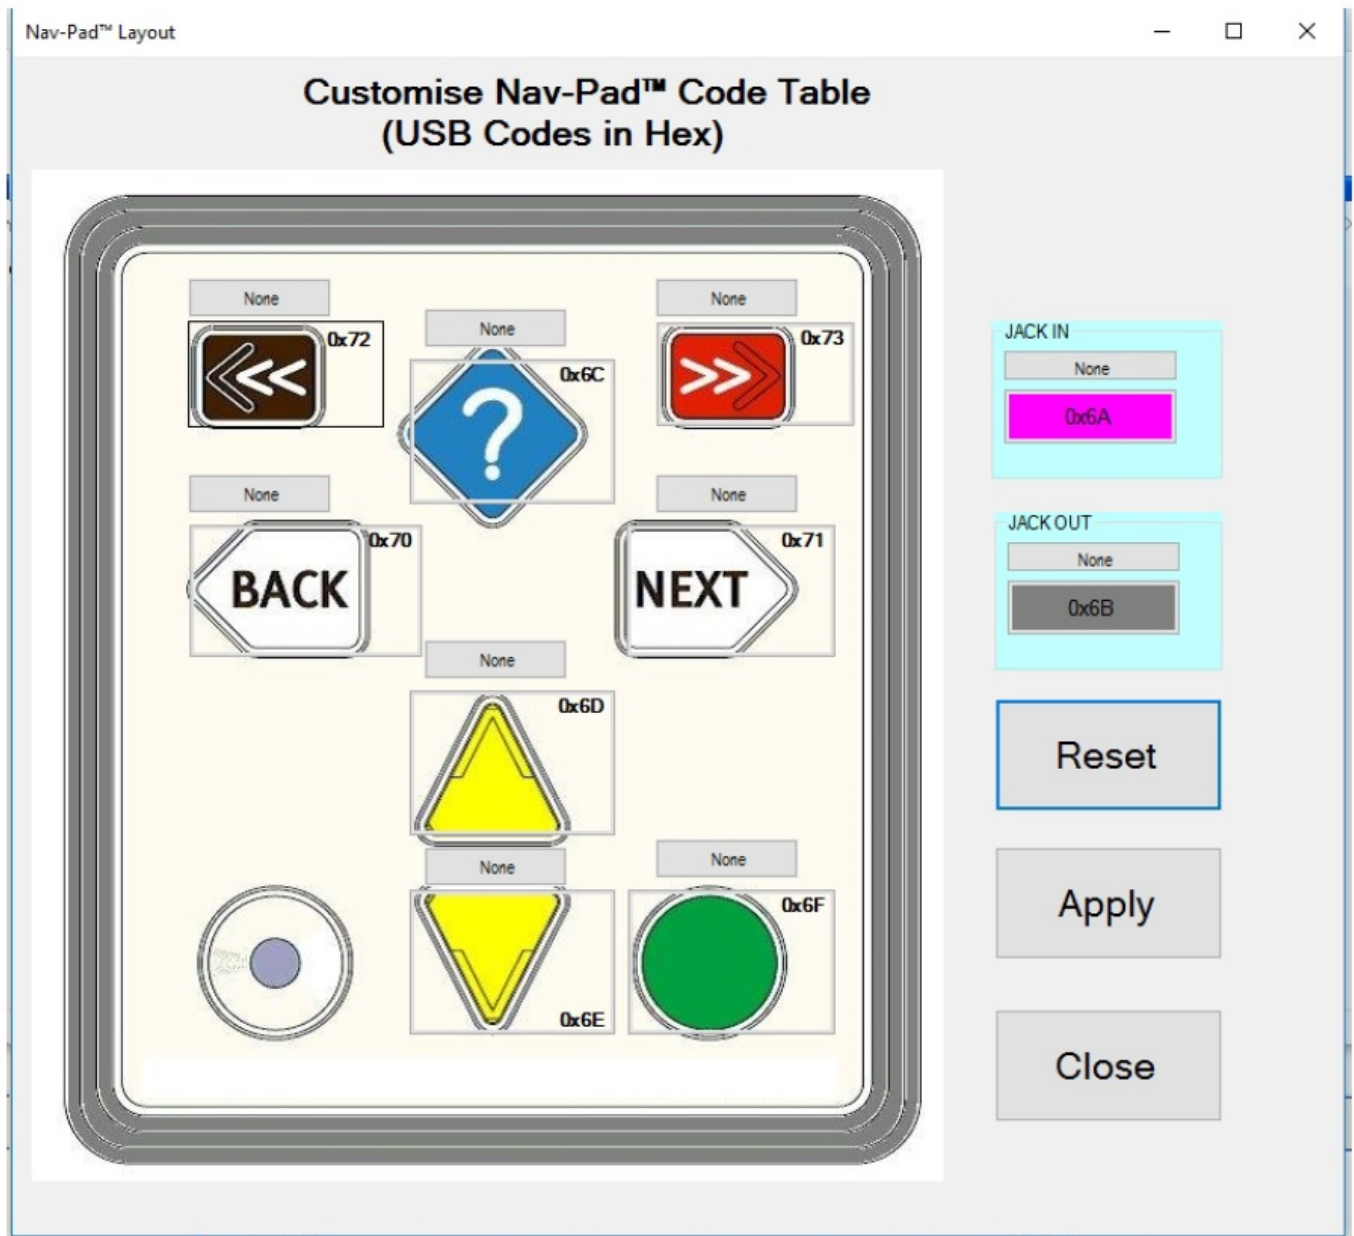 Nav-Pad™ Layout
Customise Nav-Pad™ Code Table
(USB Codes in Hex)
None
None
None
0x72
0x6C
?
0x73
None
None
0x70
BACK
0x71
NEXT
None
0x6D
None
None
0x6E
0x6F
JACK IN
None
0x6A
JACK OUT
None
0x6B
Reset
Apply
Close